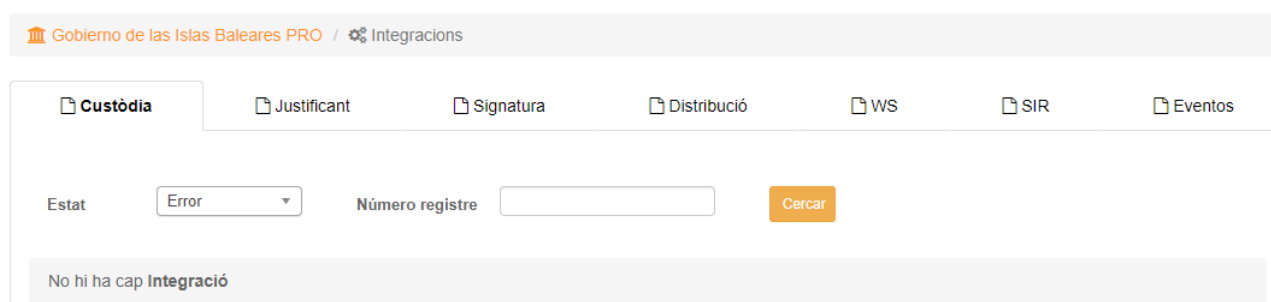 Gobierno de las Islas Baleares PRO / Integracions
Custòdia Justificant Signatura Distribució WS SIR Eventos
Estat Error Número registre Cercar
No hi ha cap Integració